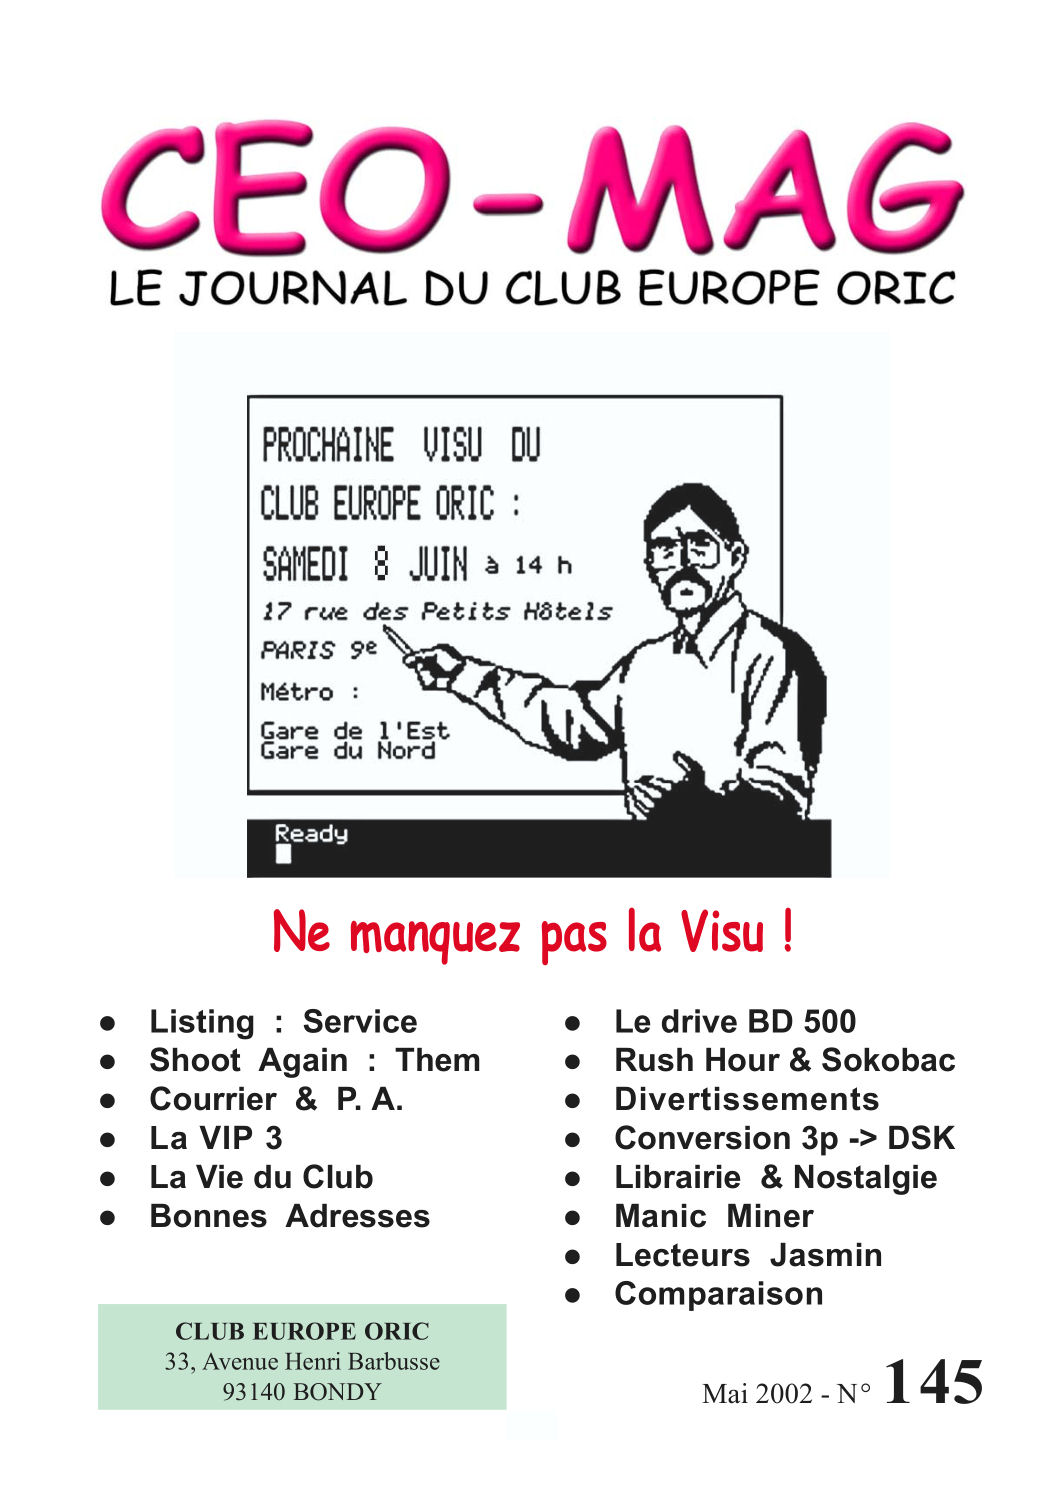 CEO-MAG
LE JOURNAL DU CLUB EUROPE ORIC
PROCHAINE VISU DU
CLUB EUROPE ORIC :
SAMEDI 8 JUIN à 14 h
17 rue des Petits Hôtels
PARIS 9e
Métro :
Gare de l'Est
Gare du Nord
Ready
Ne manquez pas la Visu !
● Listing : Service
● Shoot Again : Them
● Courrier & P. A.
● La VIP 3
● La Vie du Club
● Bonnes Adresses
● Le drive BD 500
● Rush Hour & Sokobac
● Divertissements
● Conversion 3p -> DSK
● Librairie & Nostalgie
● Manic Miner
● Lecteurs Jasmin
● Comparaison
CLUB EUROPE ORIC
33, Avenue Henri Barbusse
93140 BONDY
Mai 2002 - N° 145